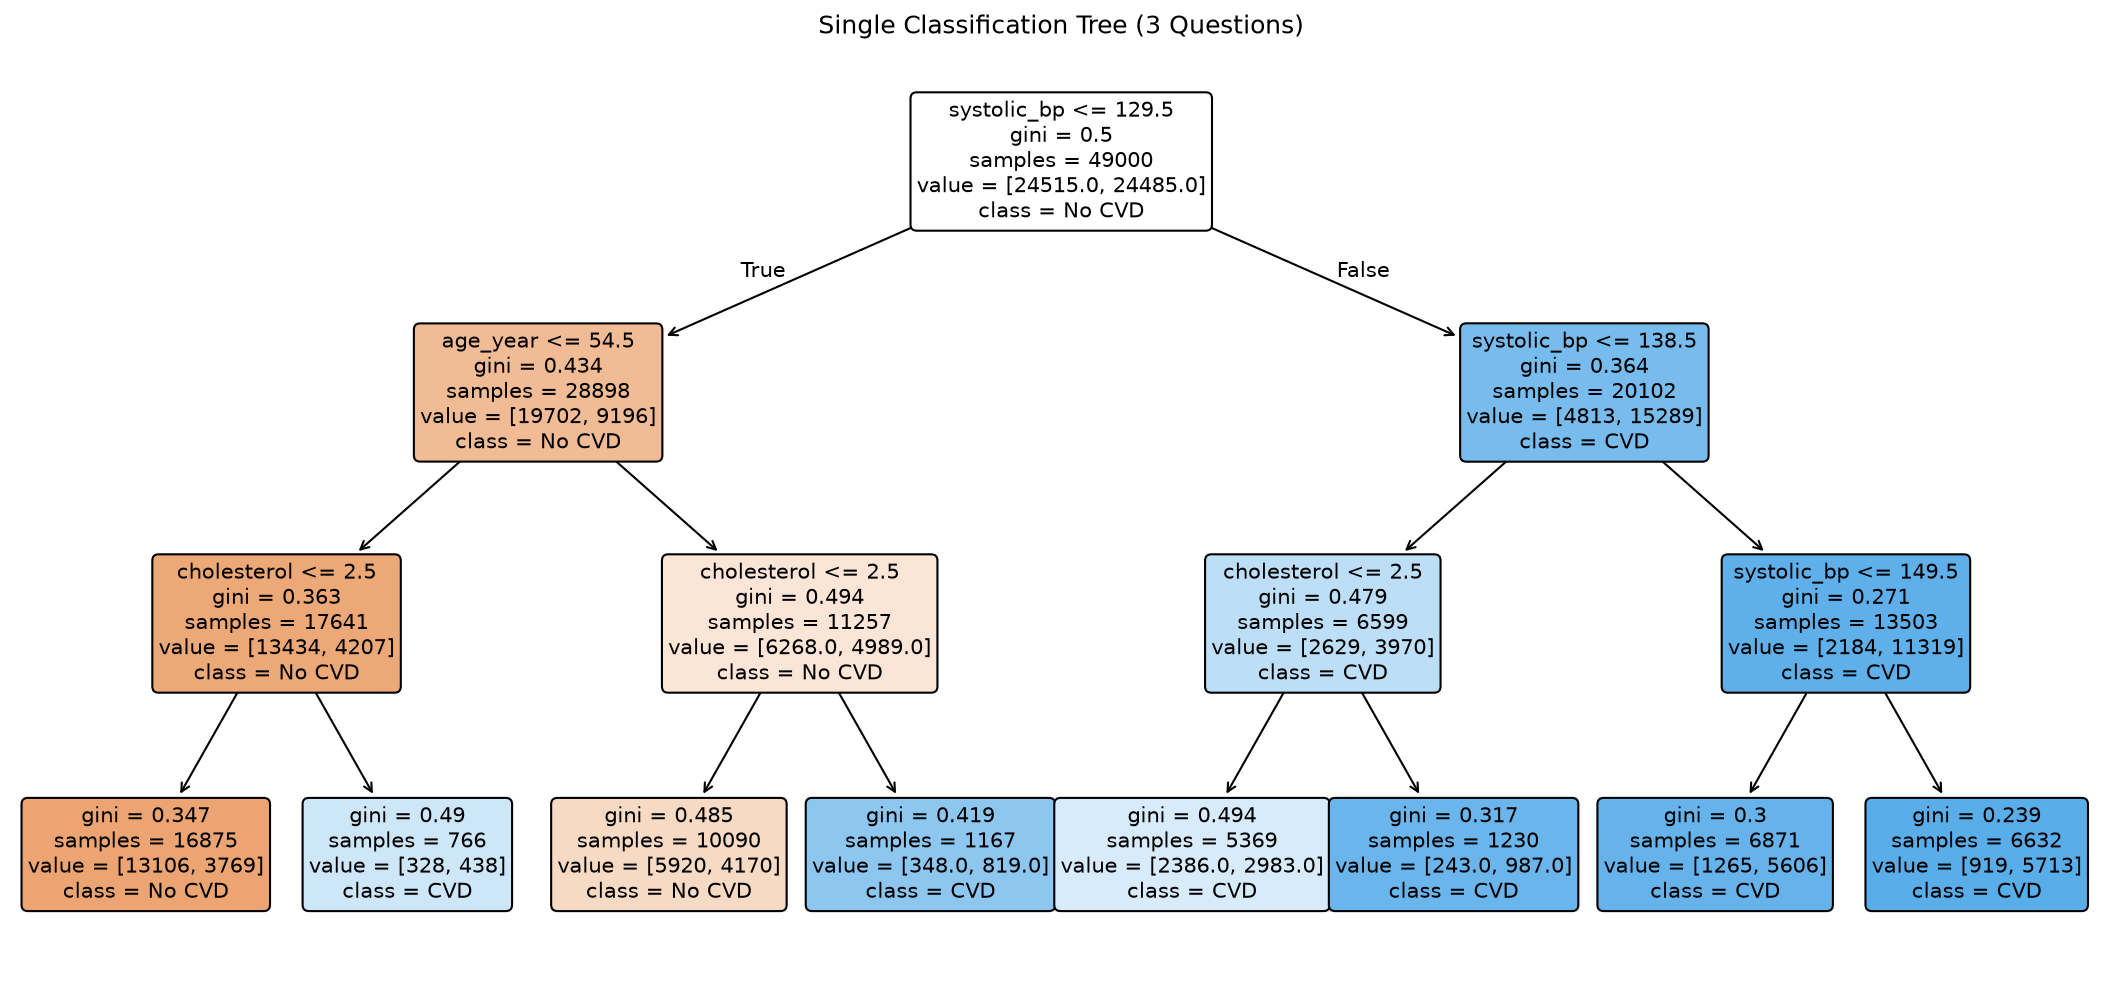 Single Classification Tree (3 Questions)
systolic_bp <= 129.5
gini = 0.5
samples = 49000
value = [24515.0, 24485.0]
class = No CVD
True
False
age_year <= 54.5
gini = 0.434
samples = 28898
value = [19702, 9196]
class = No CVD
systolic_bp <= 138.5
gini = 0.364
samples = 20102
value = [4813, 15289]
class = CVD
cholesterol <= 2.5
gini = 0.363
samples = 17641
value = [13434, 4207]
class = No CVD
cholesterol <= 2.5
gini = 0.494
samples = 11257
value = [6268.0, 4989.0]
class = No CVD
cholesterol <= 2.5
gini = 0.479
samples = 6599
value = [2629, 3970]
class = CVD
systolic_bp <= 149.5
gini = 0.271
samples = 13503
value = [2184, 11319]
class = CVD
gini = 0.347
samples = 16875
value = [13106, 3769]
class = No CVD
gini = 0.49
samples = 766
value = [328, 438]
class = CVD
gini = 0.485
samples = 10090
value = [5920, 4170]
class = No CVD
gini = 0.419
samples = 1167
value = [348.0, 819.0]
class = CVD
gini = 0.494
samples = 5369
value = [2386.0, 2983.0]
class = CVD
gini = 0.317
samples = 1230
value = [243.0, 987.0]
class = CVD
gini = 0.3
samples = 6871
value = [1265, 5606]
class = CVD
gini = 0.239
samples = 6632
value = [919, 5713]
class = CVD